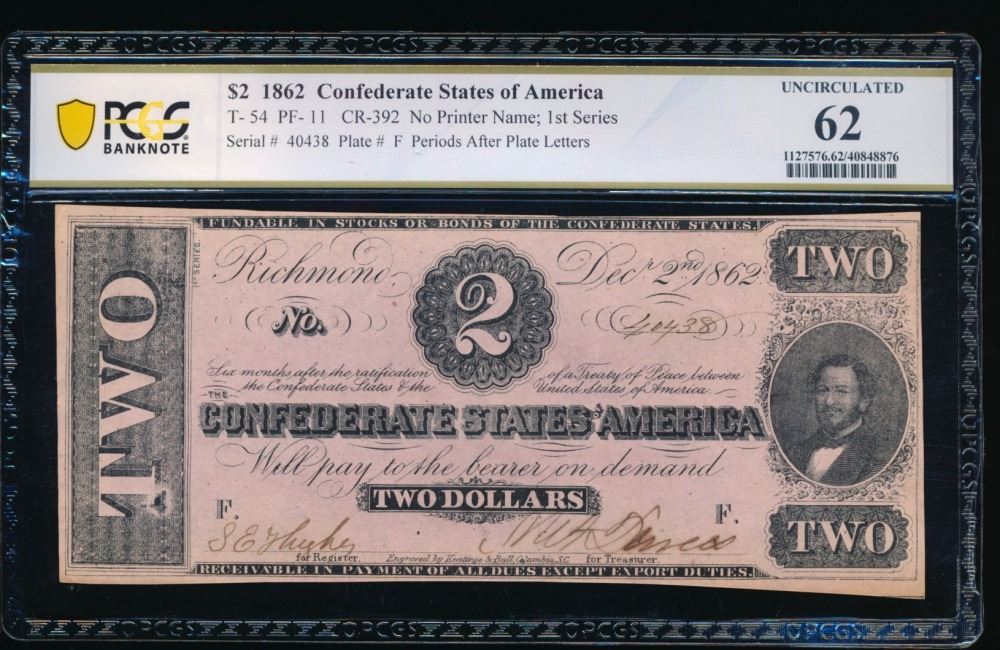 $2 1862 Confederate States of America
T- 54 PF- 11 CR-392 No Printer Name; 1st Series
Serial # 40438 Plate # F Periods After Plate Letters
PCGS
BANKNOTE
UNCIRCULATED
62
1127576.62/40848876
FUNDABLE IN STOCKS OR BONDS OF THE CONFEDERATE STATES.
1ST SERIES.
TWO
Richmond, Decr 2nd 1862
2
TWO
No. 40438
Six months after the ratification of a Treaty of Peace between
the Confederate States & the United States of America
THE
CONFEDERATE STATES OF AMERICA
Will pay to the bearer on demand
TWO DOLLARS
F. F.
TWO
for Register. Engraved by Keatinge & Ball, Columbia, S.C. for Treasurer.
RECEIVABLE IN PAYMENT OF ALL DUES EXCEPT EXPORT DUTIES.